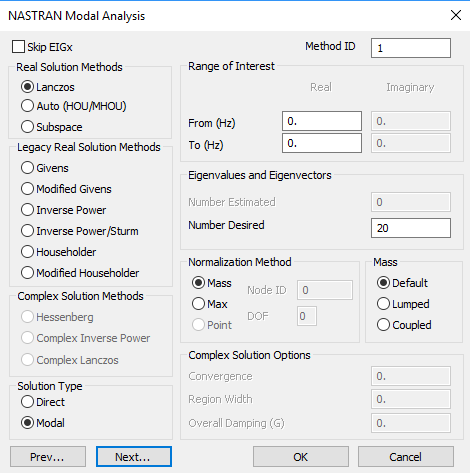 NASTRAN Modal Analysis
Skip EIGx
Method ID 1
Real Solution Methods
Lanczos
Auto (HOU/MHOU)
Subspace
Legacy Real Solution Methods
Givens
Modified Givens
Inverse Power
Inverse Power/Sturm
Householder
Modified Householder
Complex Solution Methods
Hessenberg
Complex Inverse Power
Complex Lanczos
Solution Type
Direct
Modal
Range of Interest
Real Imaginary
From (Hz) 0. 0.
To (Hz) 0. 0.
Eigenvalues and Eigenvectors
Number Estimated 0
Number Desired 20
Normalization Method
Mass
Max
Point
Node ID 0
DOF 0
Mass
Default
Lumped
Coupled
Complex Solution Options
Convergence 0.
Region Width 0.
Overall Damping (G) 0.
Prev... Next... OK Cancel